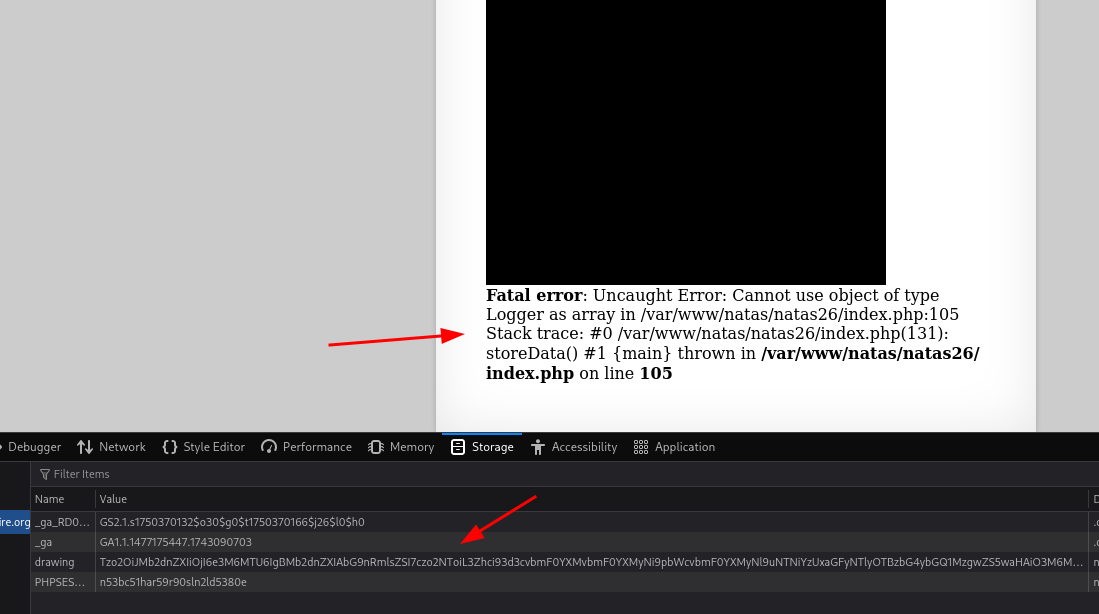 Fatal error: Uncaught Error: Cannot use object of type
Logger as array in /var/www/natas/natas26/index.php:105
Stack trace: #0 /var/www/natas/natas26/index.php(131):
storeData() #1 {main} thrown in /var/www/natas/natas26/
index.php on line 105
Debugger Network Style Editor Performance Memory Storage Accessibility Application
Filter Items
Name Value
ire.org _ga_RD0... GS2.1.s1750370132$o30$g0$t1750370166$j26$l0$h0
_ga GA1.1.1477175447.1743090703
drawing
PHPSES... n53bc51har59r90sln2ld5380e